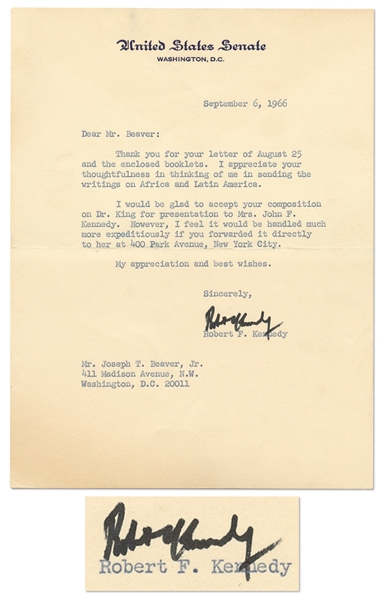 United States Senate
WASHINGTON, D.C.
September 6, 1966
Dear Mr. Beaver:
Thank you for your letter of August 25
and the enclosed booklets. I appreciate your
thoughtfulness in thinking of me in sending the
writings on Africa and Latin America.
I would be glad to accept your composition
on Dr. King for presentation to Mrs. John F.
Kennedy. However, I feel it would be handled much
more expeditiously if you forwarded it directly
to her at 400 Park Avenue, New York City.
My appreciation and best wishes.
Sincerely,
Robert F. Kennedy
Mr. Joseph T. Beaver, Jr.
411 Madison Avenue, N.W.
Washington, D.C. 20011
Robert F. Kennedy